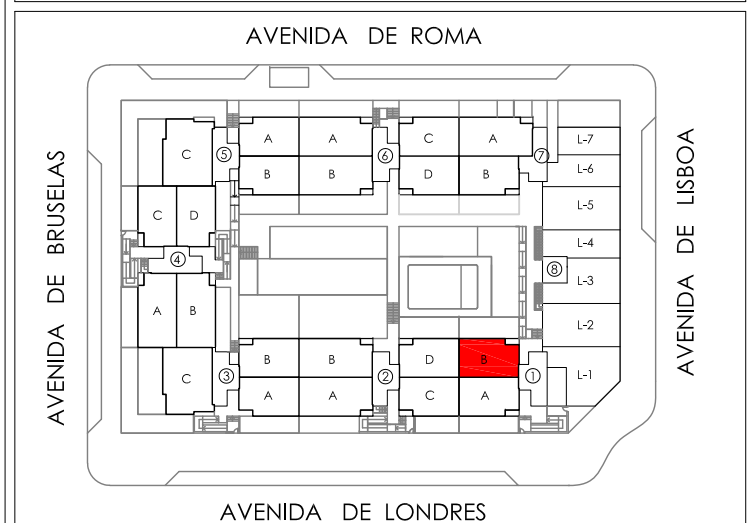 AVENIDA DE ROMA
AVENIDA DE BRUSELAS
AVENIDA DE LISBOA
A A C A L-7
C 5 6 7
B B D B L-6
L-5
C D
L-4
4 8
L-3
A B
L-2
B B D B
C 3 2 1 L-1
A A C A
AVENIDA DE LONDRES